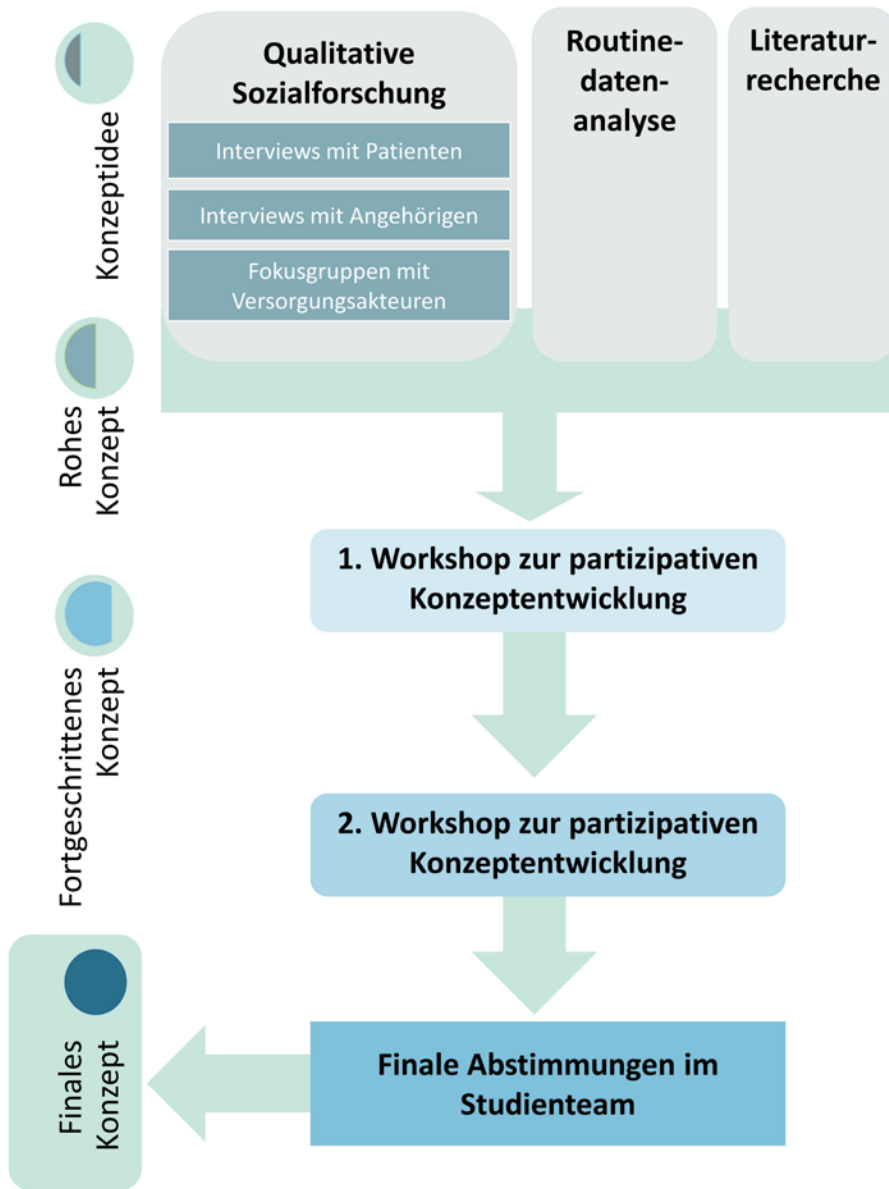 Konzeptidee
Qualitative
Sozialforschung
Interviews mit Patienten
Interviews mit Angehörigen
Fokusgruppen mit
Versorgungsakteuren
Routine-
daten-
analyse
Literatur-
recherche
Rohes
Konzept
1. Workshop zur partizipativen
Konzeptentwicklung
Fortgeschrittenes
Konzept
2. Workshop zur partizipativen
Konzeptentwicklung
Finale Abstimmungen im
Studienteam
Finales
Konzept